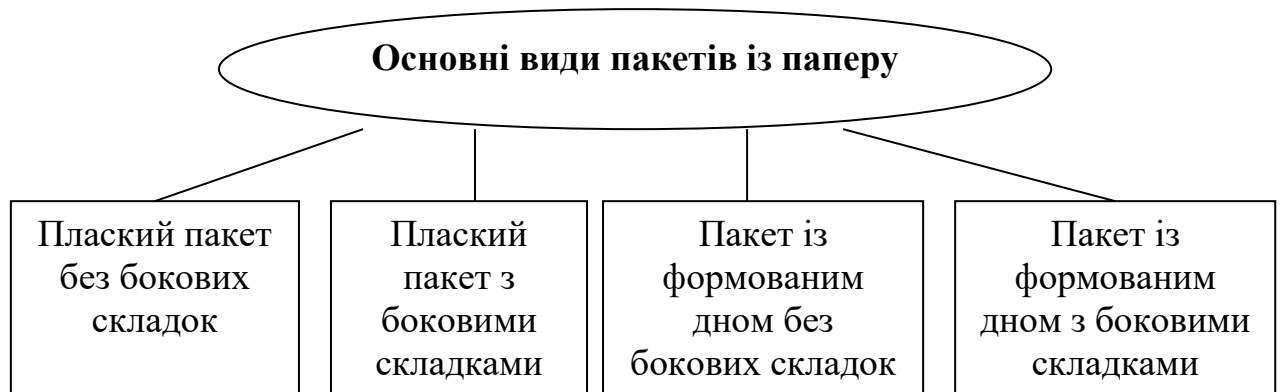 Основні види пакетів із паперу
Плаский пакет
без бокових
складок
Плаский
пакет з
боковими
складками
Пакет із
формованим
дном без
бокових складок
Пакет із
формованим
дном з боковими
складками